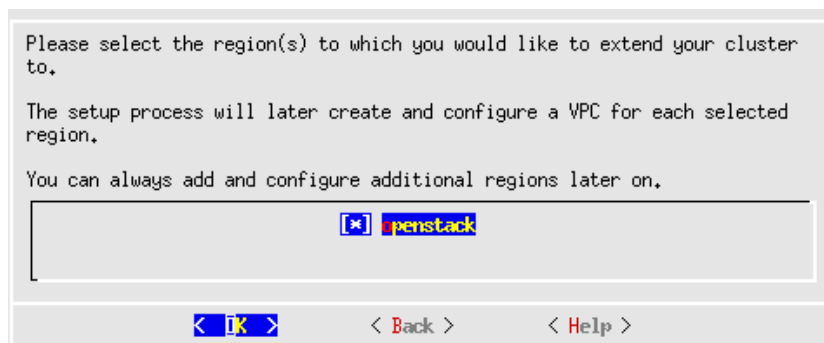 Please select the region(s) to which you would like to extend your cluster
to.
The setup process will later create and configure a VPC for each selected
region.
You can always add and configure additional regions later on.
[*] openstack
< OK > < Back > < Help >